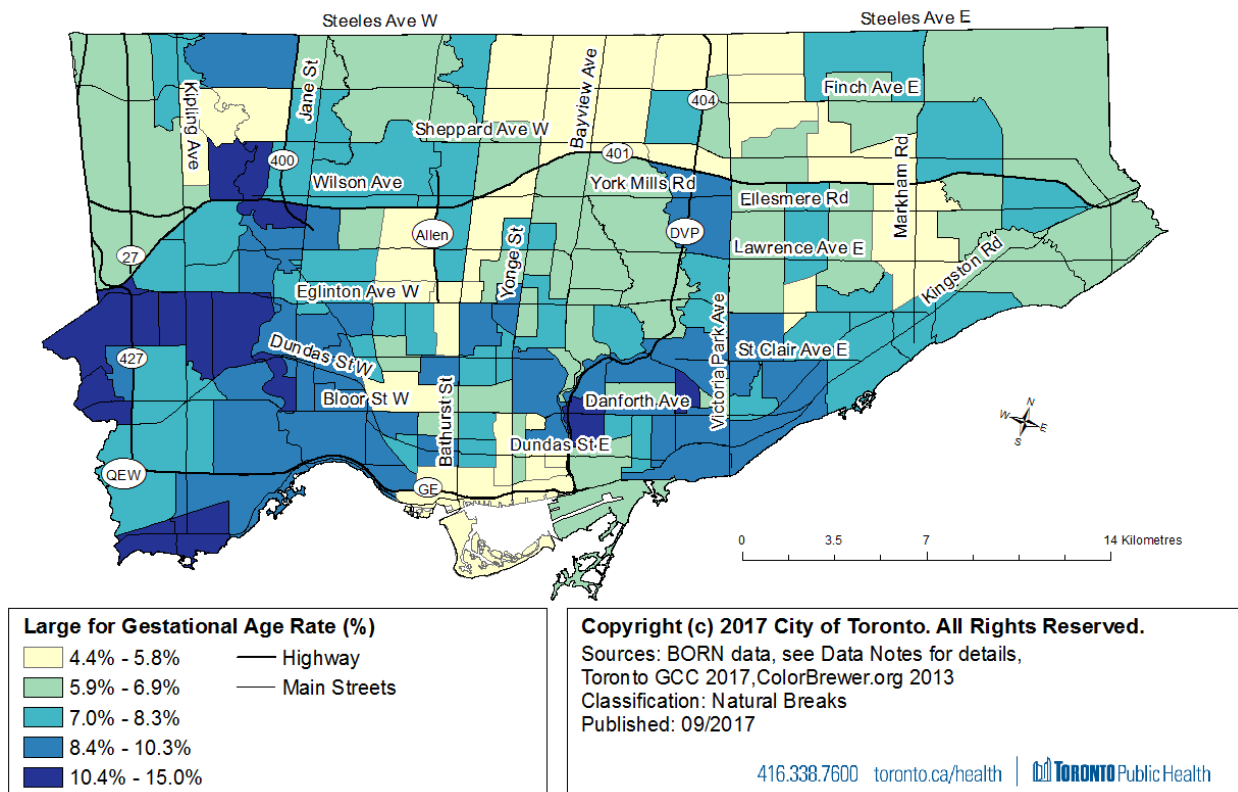 Steeles Ave W
Steeles Ave E
Kipling Ave
Jane St
Bayview Ave
404
Finch Ave E
Sheppard Ave W
400
401
Markham Rd
Wilson Ave
York Mills Rd
Ellesmere Rd
Allen
DVP
27
Yonge St
Lawrence Ave E
Eglinton Ave W
Kingston Rd
427
Dundas St W
Victoria Park Ave
St Clair Ave E
Bloor St W
Bathurst St
Danforth Ave
Dundas St E
QEW
GE
N
W
E
S
0 3.5 7 14 Kilometres
Large for Gestational Age Rate (%)
4.4% - 5.8%
Highway
5.9% - 6.9%
Main Streets
7.0% - 8.3%
8.4% - 10.3%
10.4% - 15.0%
Copyright (c) 2017 City of Toronto. All Rights Reserved.
Sources: BORN data, see Data Notes for details,
Toronto GCC 2017,ColorBrewer.org 2013
Classification: Natural Breaks
Published: 09/2017
416.338.7600 toronto.ca/health TORONTO Public Health